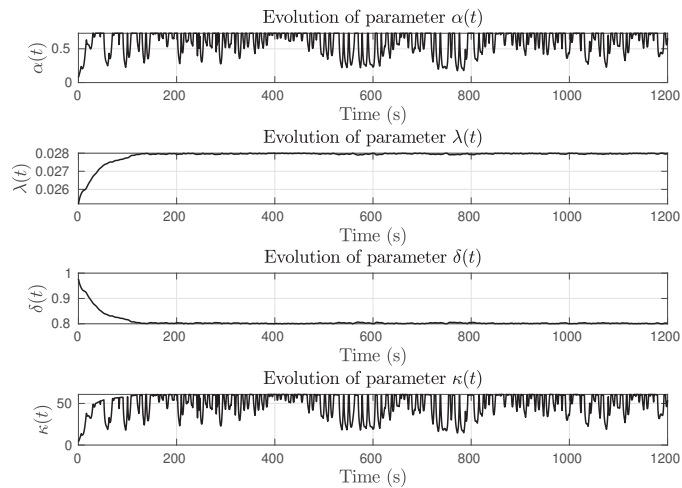 Evolution of parameter α(t)
α(t)
0.5
0
0 200 400 600 800 1000 1200
Time (s)
Evolution of parameter λ(t)
λ(t)
0.028
0.027
0.026
0 200 400 600 800 1000 1200
Time (s)
Evolution of parameter δ(t)
δ(t)
1
0.9
0.8
0 200 400 600 800 1000 1200
Time (s)
Evolution of parameter κ(t)
κ(t)
50
0
0 200 400 600 800 1000 1200
Time (s)